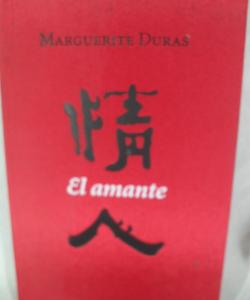 MARGUERITE DURAS
情
El amante
人